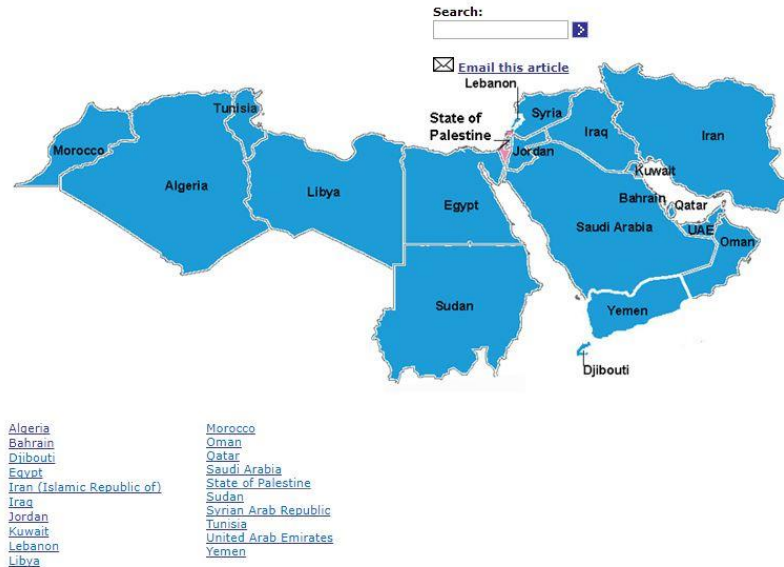 Search:
Email this article
Lebanon
Tunisia
Syria
State of
Palestine
Iraq
Iran
Morocco
Jordan
Kuwait
Algeria
Libya
Egypt
Bahrain
Qatar
Saudi Arabia
UAE
Oman
Sudan
Yemen
Djibouti
Algeria
Bahrain
Djibouti
Egypt
Iran (Islamic Republic of)
Iraq
Jordan
Kuwait
Lebanon
Libya
Morocco
Oman
Qatar
Saudi Arabia
State of Palestine
Sudan
Syrian Arab Republic
Tunisia
United Arab Emirates
Yemen